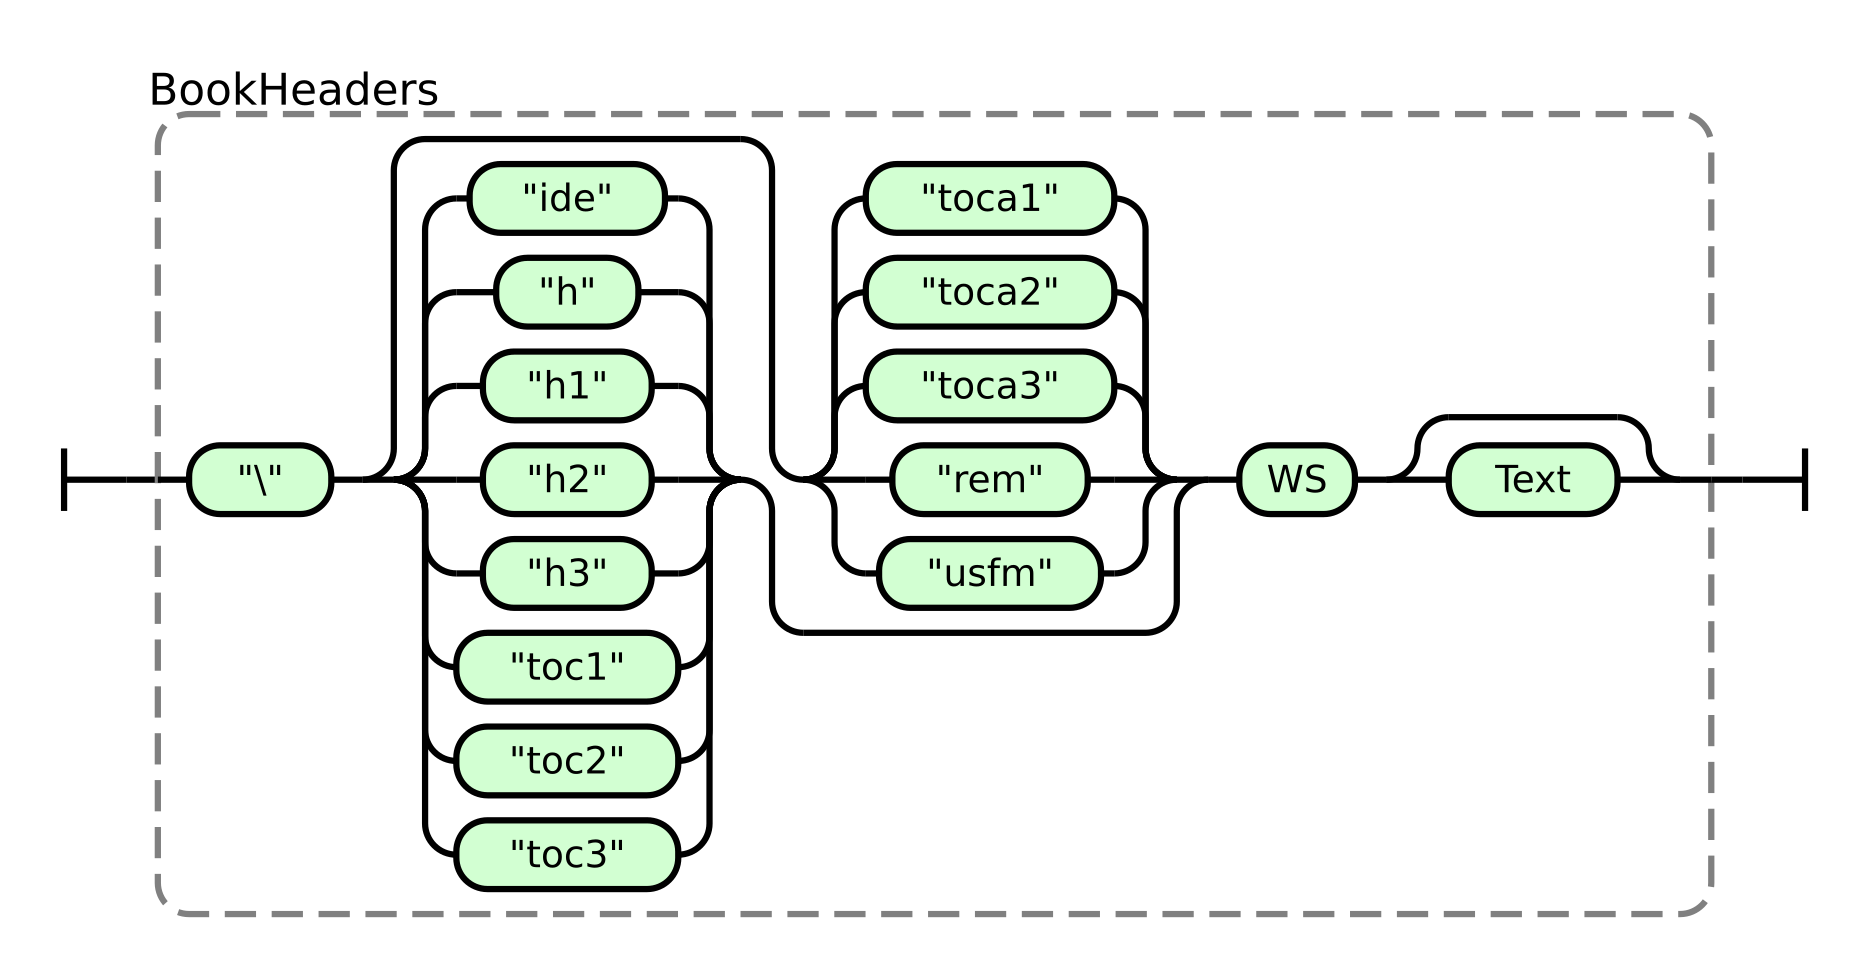 BookHeaders
"\"
"ide"
"h"
"h1"
"h2"
"h3"
"toc1"
"toc2"
"toc3"
"toca1"
"toca2"
"toca3"
"rem"
"usfm"
WS
Text